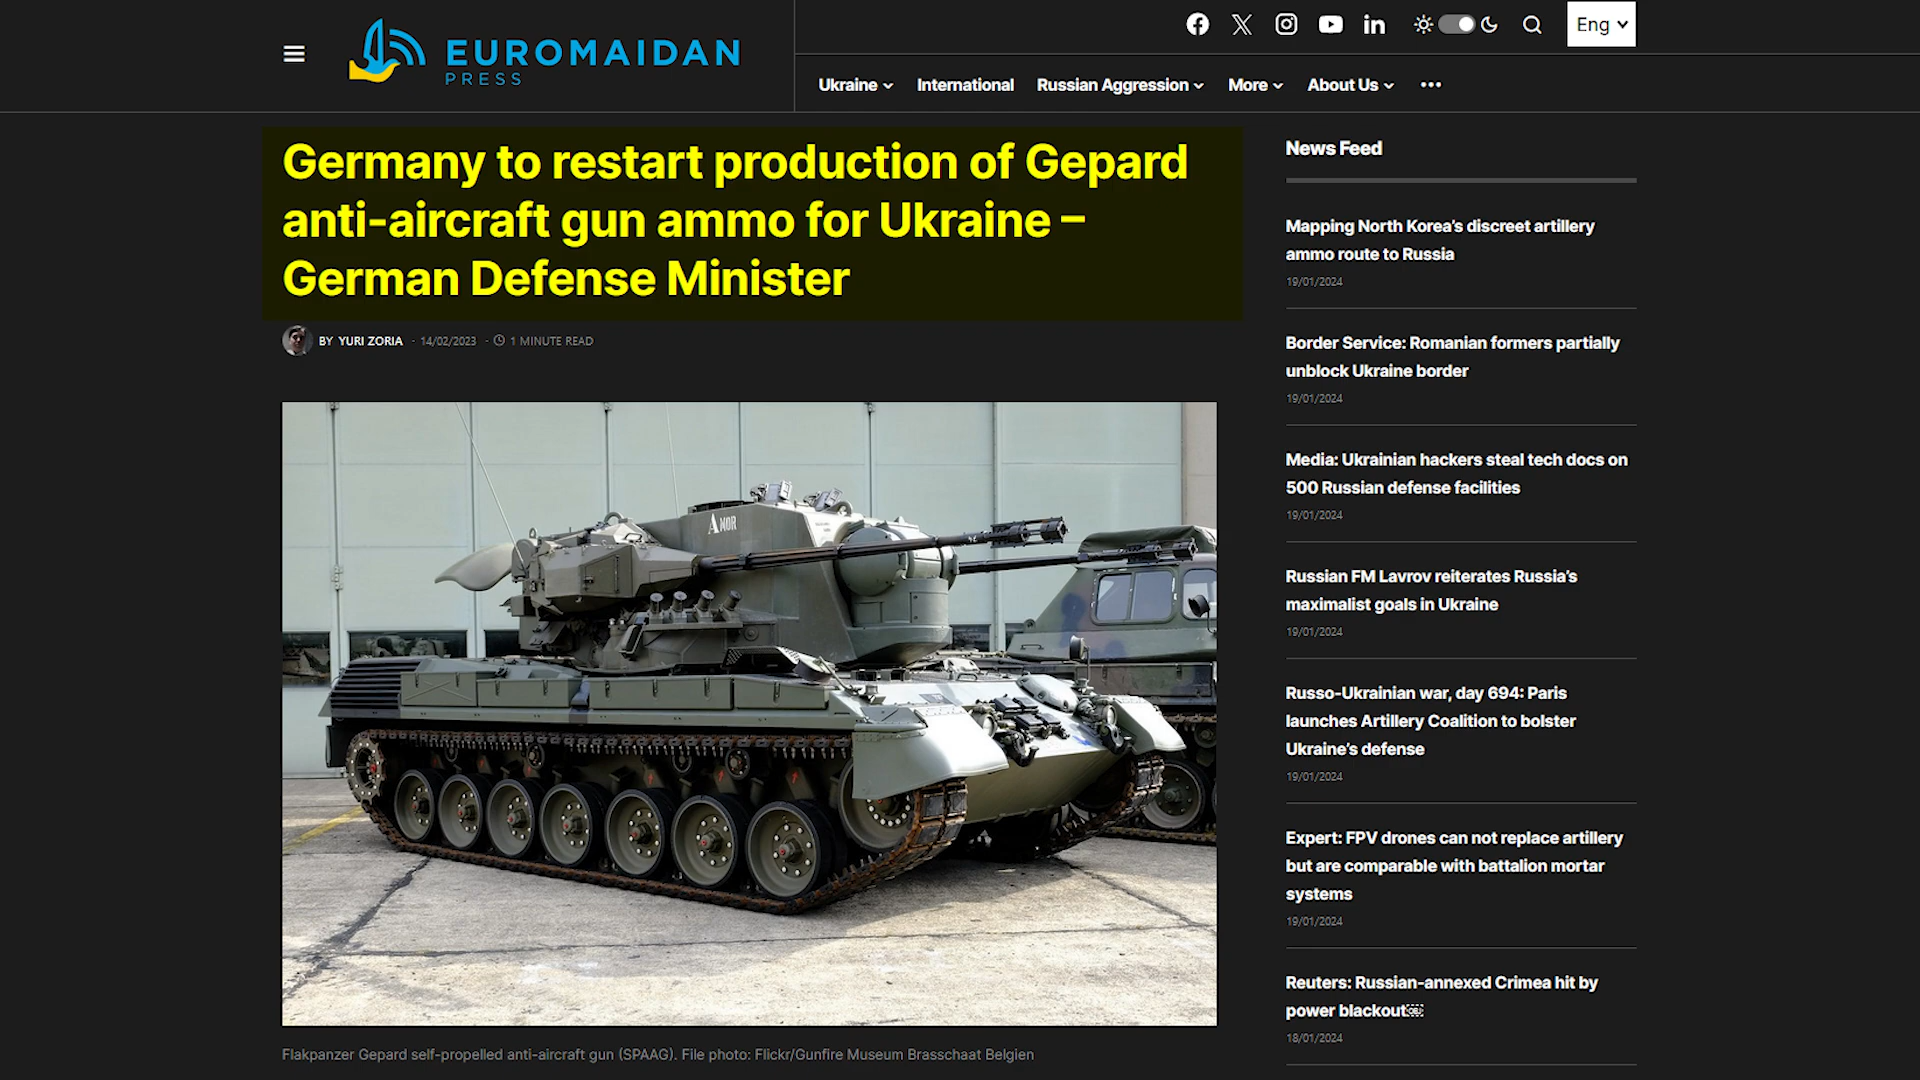 EUROMAIDAN
PRESS
Eng
Ukraine
International
Russian Aggression
More
About Us
Germany to restart production of Gepard
anti-aircraft gun ammo for Ukraine –
German Defense Minister
BY YURI ZORIA · 14/02/2023 · 1 MINUTE READ
AMOR
Flakpanzer Gepard self-propelled anti-aircraft gun (SPAAG). File photo: Flickr/Gunfire Museum Brasschaat Belgien
News Feed
Mapping North Korea's discreet artillery
ammo route to Russia
19/01/2024
Border Service: Romanian formers partially
unblock Ukraine border
19/01/2024
Media: Ukrainian hackers steal tech docs on
500 Russian defense facilities
19/01/2024
Russian FM Lavrov reiterates Russia's
maximalist goals in Ukraine
19/01/2024
Russo-Ukrainian war, day 694: Paris
launches Artillery Coalition to bolster
Ukraine's defense
19/01/2024
Expert: FPV drones can not replace artillery
but are comparable with battalion mortar
systems
19/01/2024
Reuters: Russian-annexed Crimea hit by
power blackout
18/01/2024